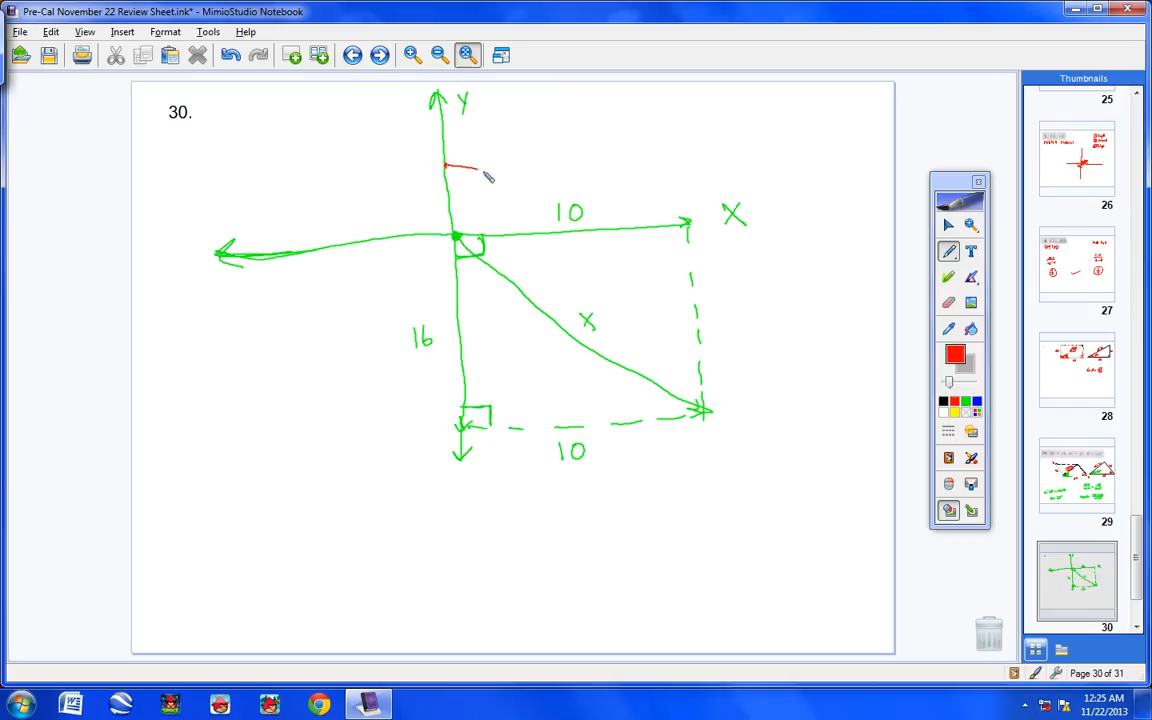 Pre-Cal November 22 Review Sheet.ink* - MimioStudio Notebook
File Edit View Insert Format Tools Help
Thumbnails
30.
Y
10
X
16
x
10
25
26
27
28
29
30
T
Page 30 of 31
12:25 AM
11/22/2013